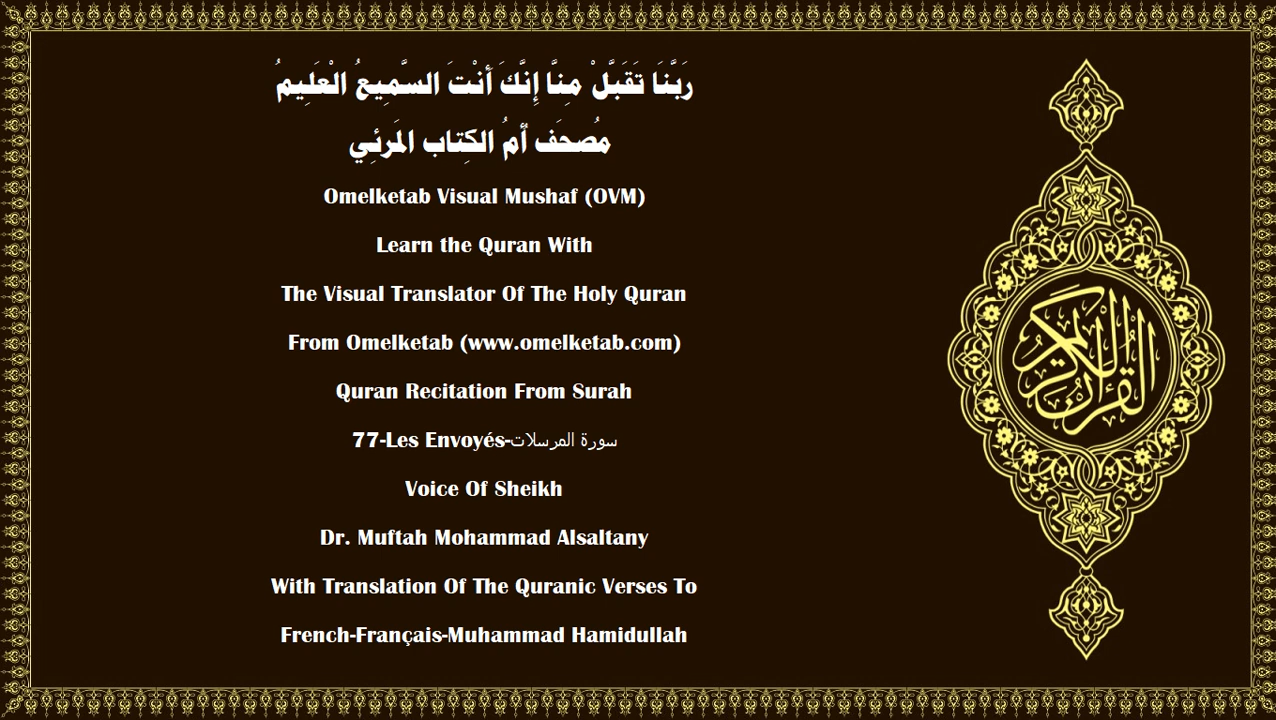 رَبَّنَا تَقَبَّلْ مِنَّا إِنَّكَ أَنْتَ السَّمِيعُ الْعَلِيمُ
مُصحَف أمُ الكِتاب المَرئِي
Omelketab Visual Mushaf (OVM)
Learn the Quran With
The Visual Translator Of The Holy Quran
From Omelketab (www.omelketab.com)
Quran Recitation From Surah
77-Les Envoyés-سورة المرسلات
Voice Of Sheikh
Dr. Muftah Mohammad Alsaltany
With Translation Of The Quranic Verses To
French-Français-Muhammad Hamidullah
القرآن الكريم